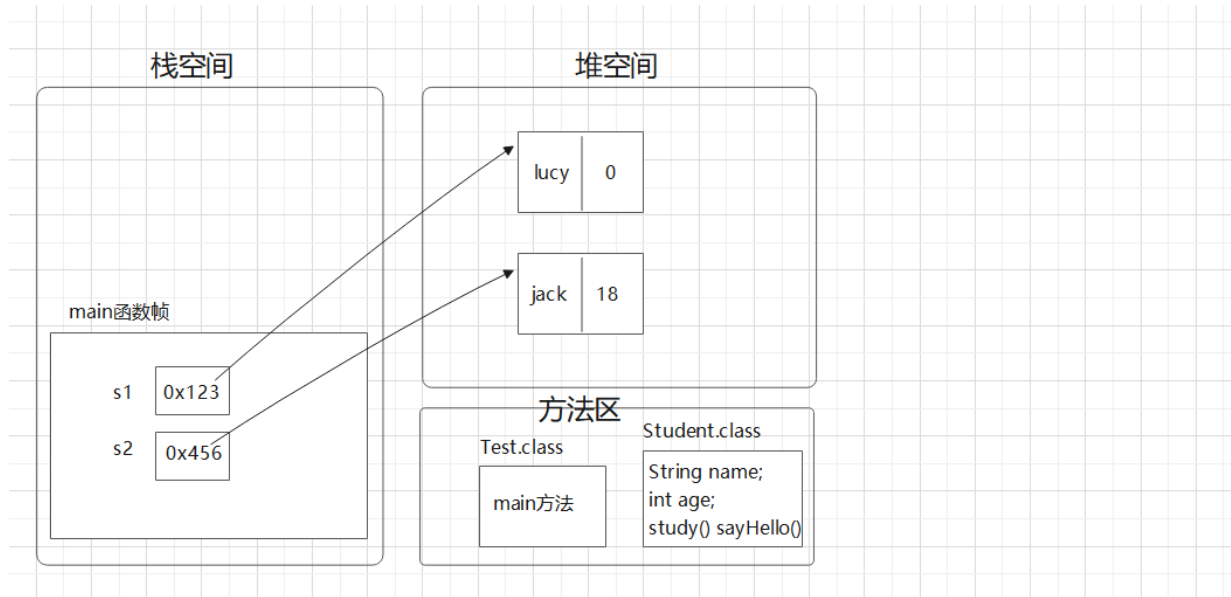 栈空间
堆空间
lucy 0
jack 18
main函数帧
s1 0x123
s2 0x456
方法区
Test.class
main方法
Student.class
String name;
int age;
study() sayHello()